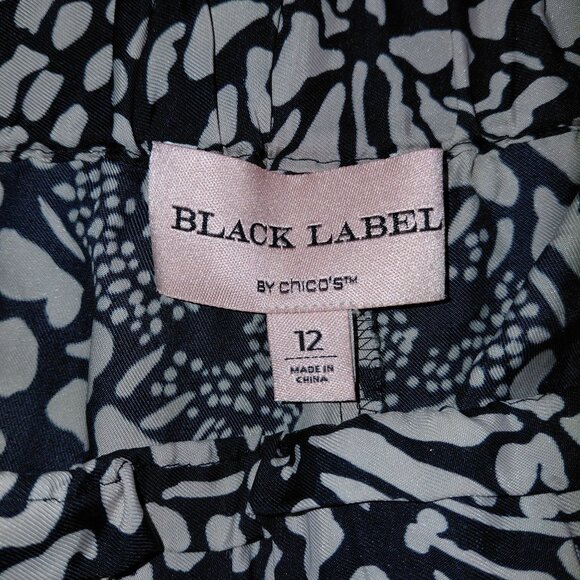 BLACK LABEL
BY chico's™
12
MADE IN
CHINA